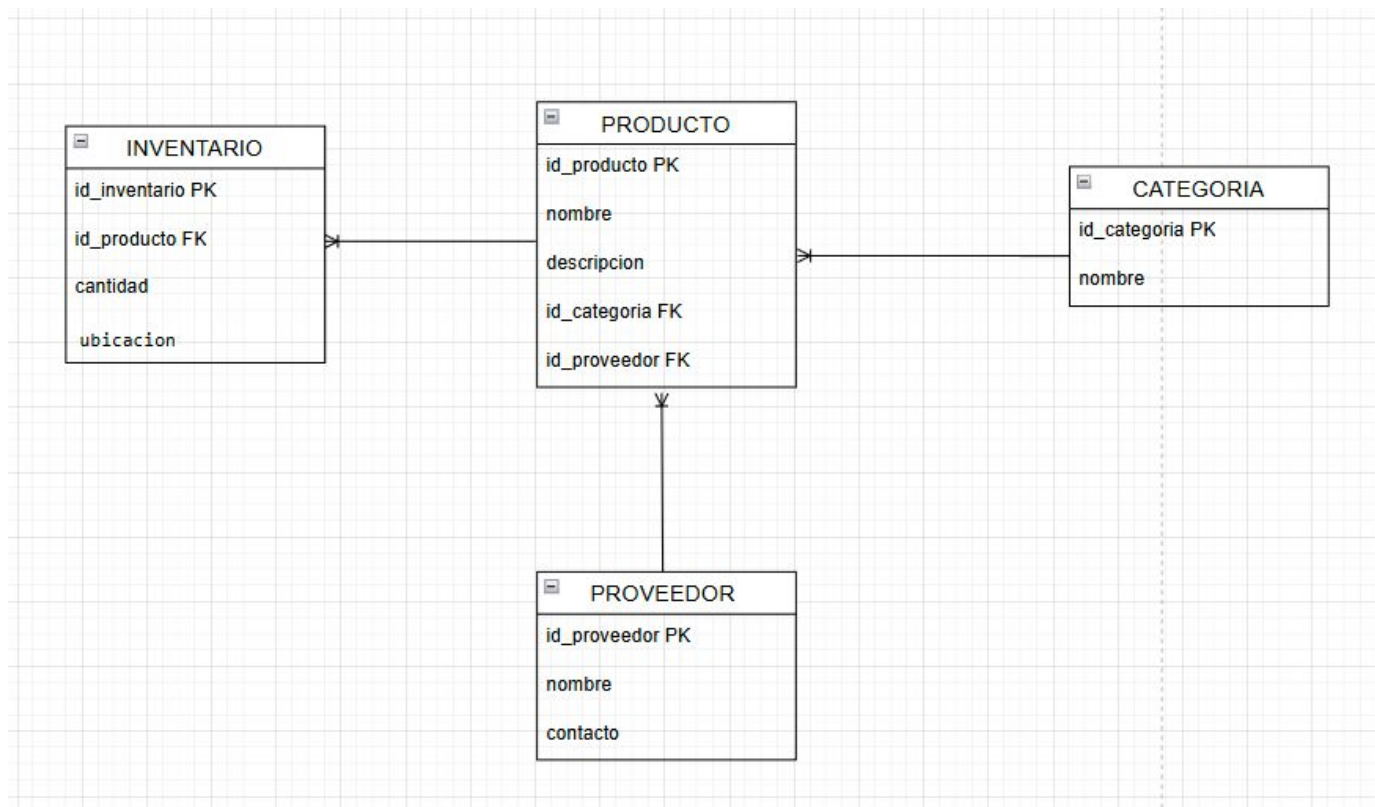 INVENTARIO
id_inventario PK
id_producto FK
cantidad
ubicacion
PRODUCTO
id_producto PK
nombre
descripcion
id_categoria FK
id_proveedor FK
CATEGORIA
id_categoria PK
nombre
PROVEEDOR
id_proveedor PK
nombre
contacto